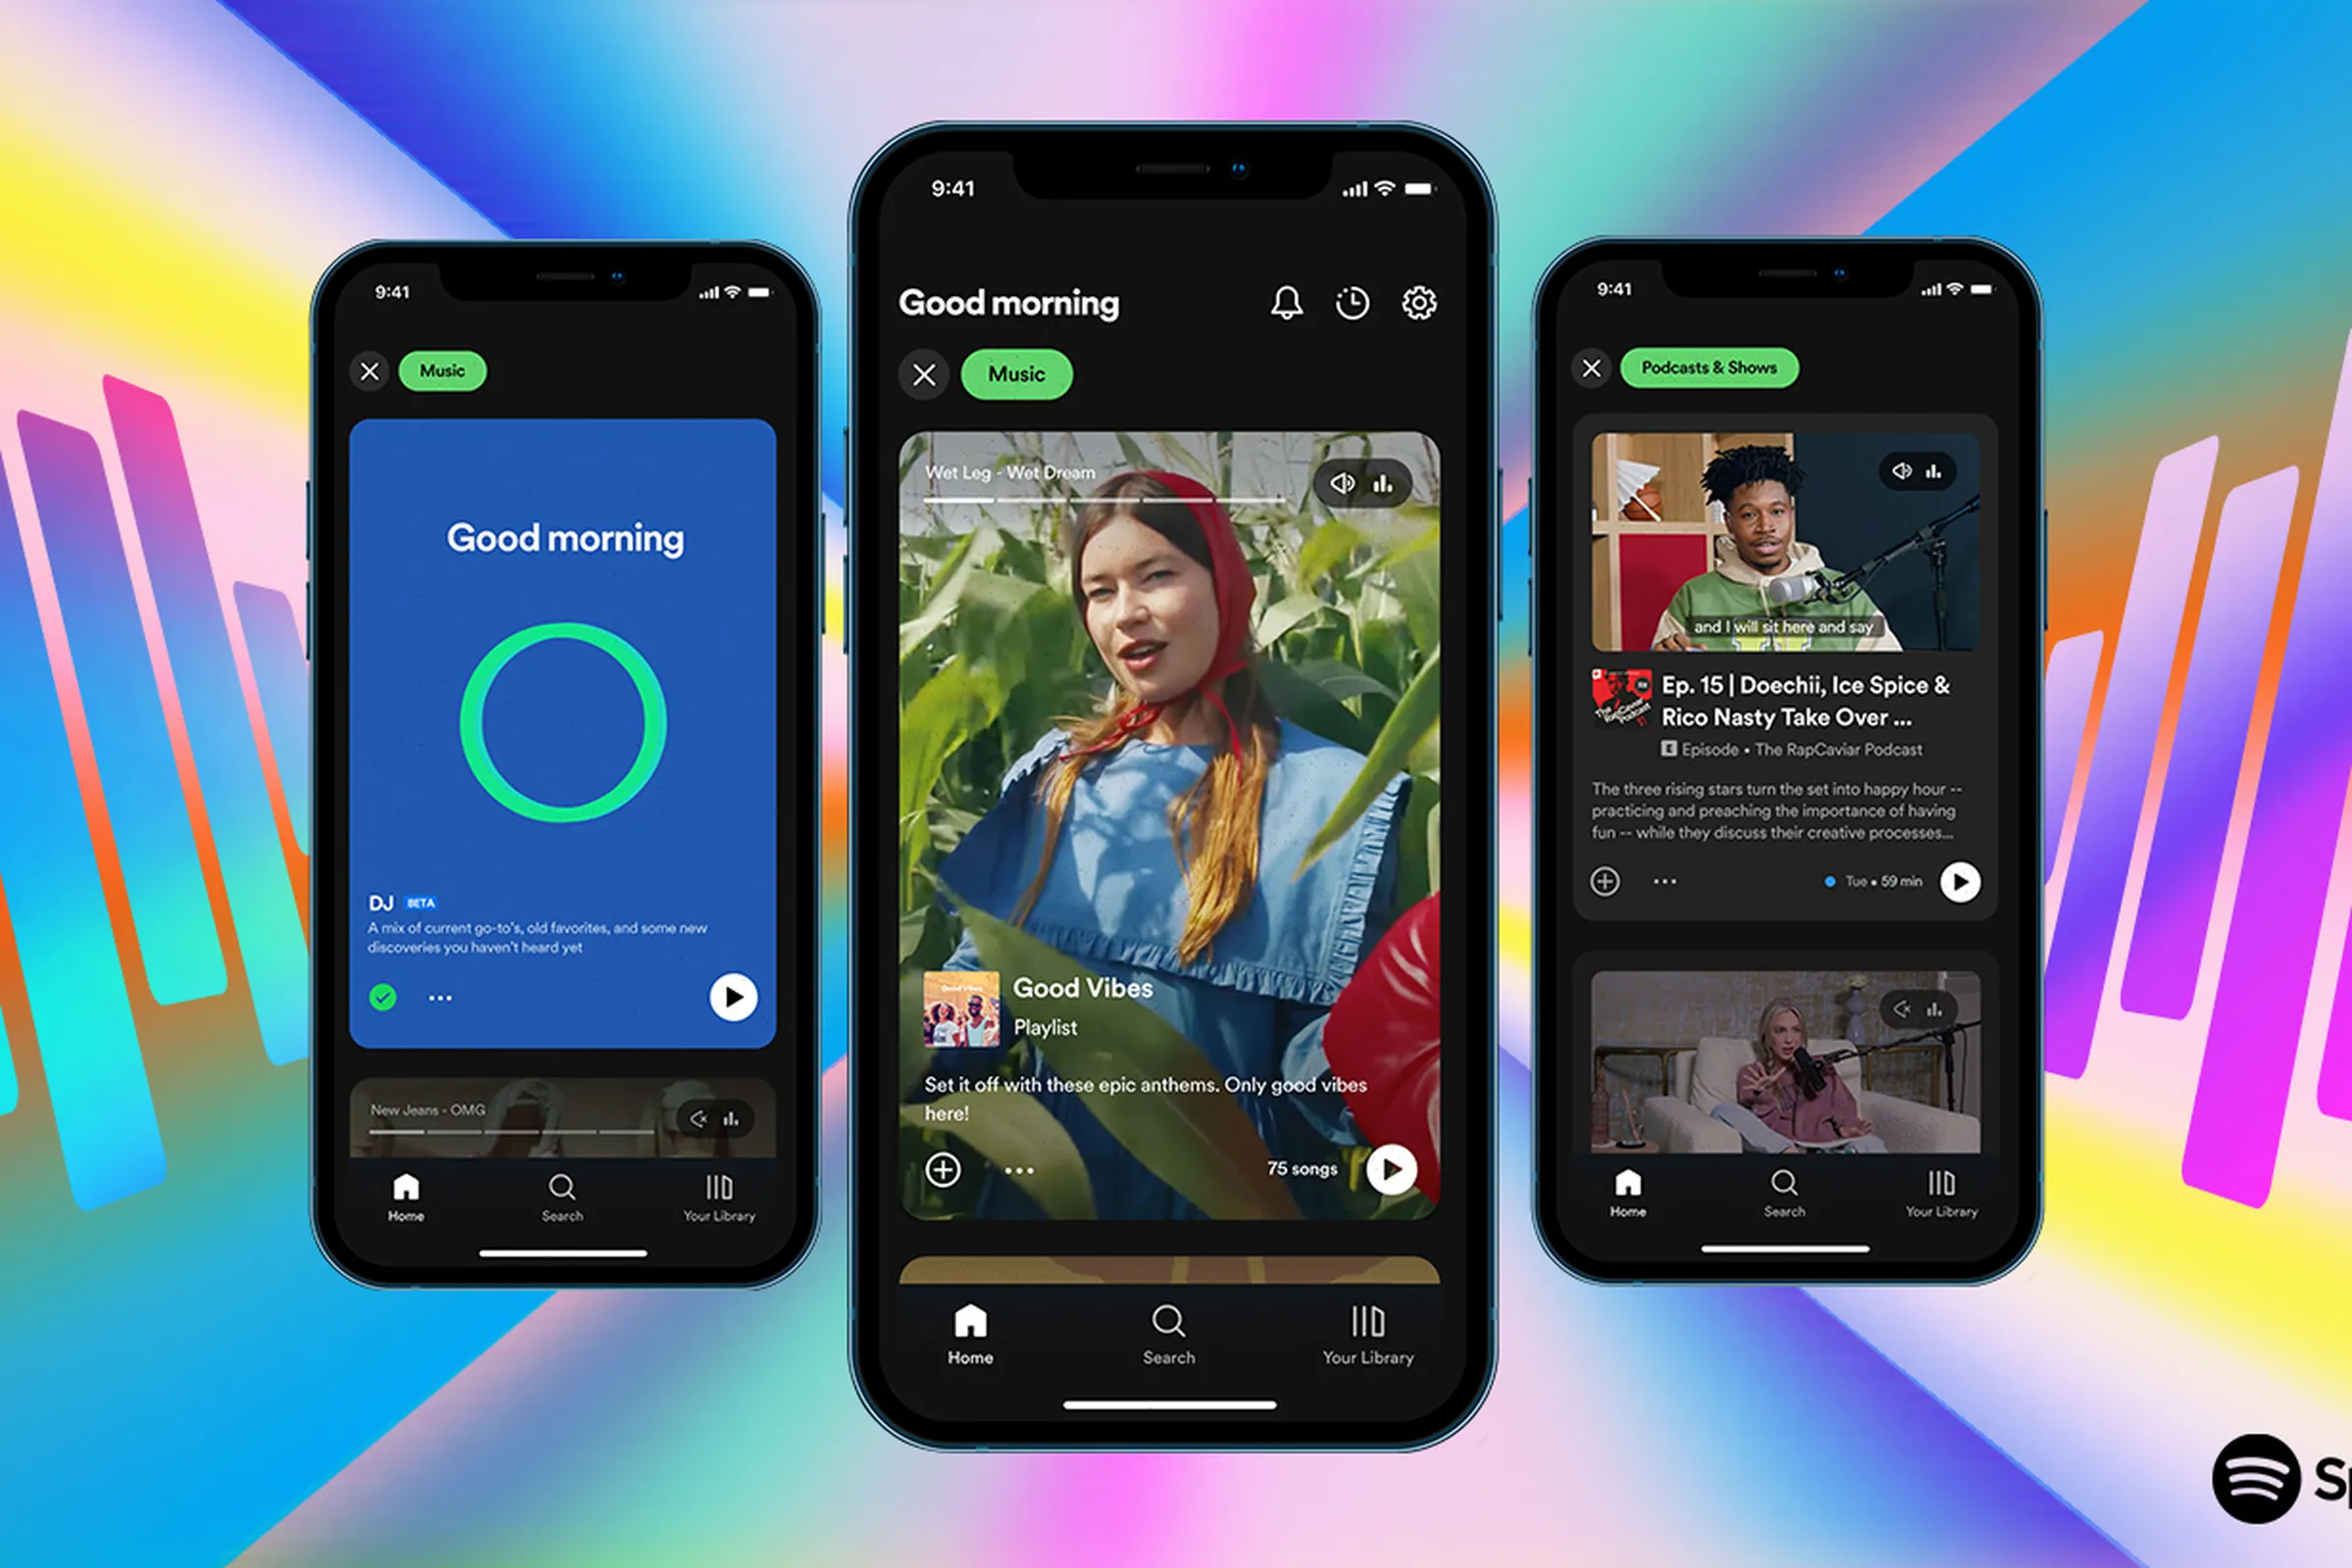 9:41
Music
Good morning
DJ BETA
A mix of current go-to's, old favorites, and some new
discoveries you haven't heard yet
New Jeans - OMG
Home
Search
Your Library
9:41
Good morning
Music
Wet Leg - Wet Dream
Good Vibes
Good Vibes
Playlist
Set it off with these epic anthems. Only good vibes
here!
75 songs
Home
Search
Your Library
9:41
Podcasts & Shows
and I will sit here and say
The
RapCaviar
Podcast
Ep. 15 | Doechii, Ice Spice &
Rico Nasty Take Over ...
E Episode • The RapCaviar Podcast
The three rising stars turn the set into happy hour --
practicing and preaching the importance of having
fun -- while they discuss their creative processes...
Tue • 59 min
Home
Search
Your Library
Sp